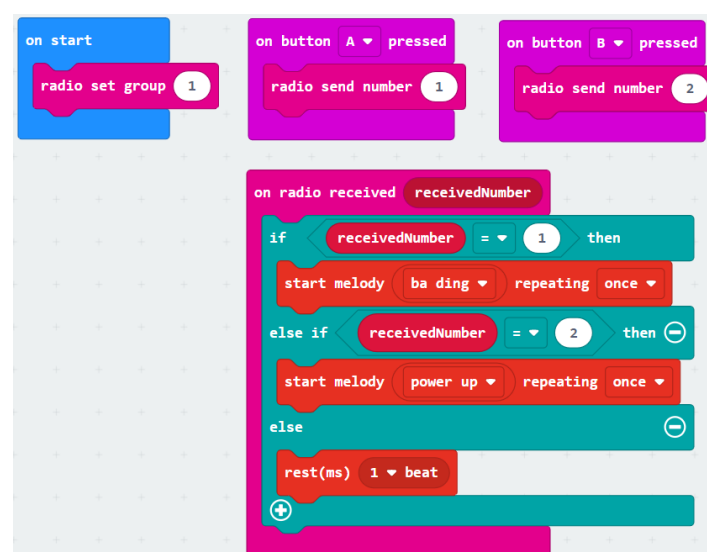 on start
radio set group 1
on button A pressed
radio send number 1
on button B pressed
radio send number 2
on radio received receivedNumber
if receivedNumber = 1 then
start melody ba ding repeating once
else if receivedNumber = 2 then
start melody power up repeating once
else
rest(ms) 1 beat